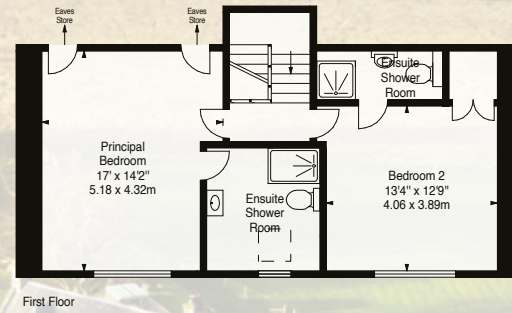 Eaves
Store
Eaves
Store
Ensuite
Shower
Room
Principal
Bedroom
17' x 14'2"
5.18 x 4.32m
Bedroom 2
13'4" x 12'9"
4.06 x 3.89m
Ensuite
Shower
Room
First Floor